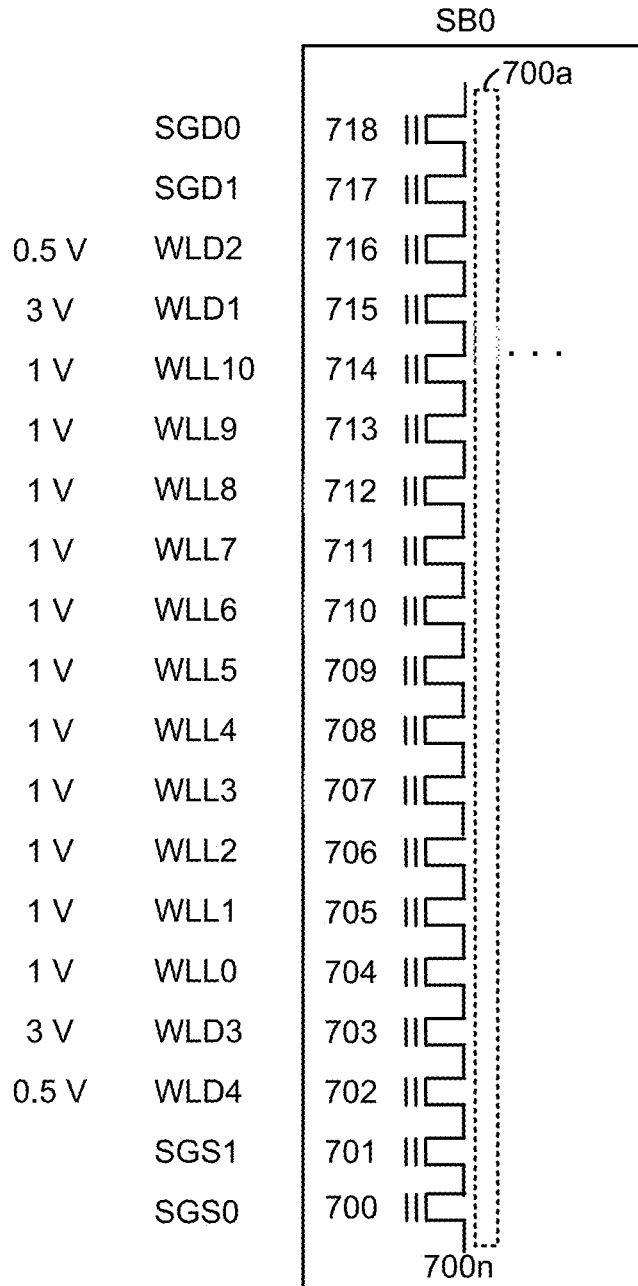 SB0
700a
SGD0 718
SGD1 717
0.5 V WLD2 716
3 V WLD1 715
1 V WLL10 714 . . .
1 V WLL9 713
1 V WLL8 712
1 V WLL7 711
1 V WLL6 710
1 V WLL5 709
1 V WLL4 708
1 V WLL3 707
1 V WLL2 706
1 V WLL1 705
1 V WLL0 704
3 V WLD3 703
0.5 V WLD4 702
SGS1 701
SGS0 700
700n